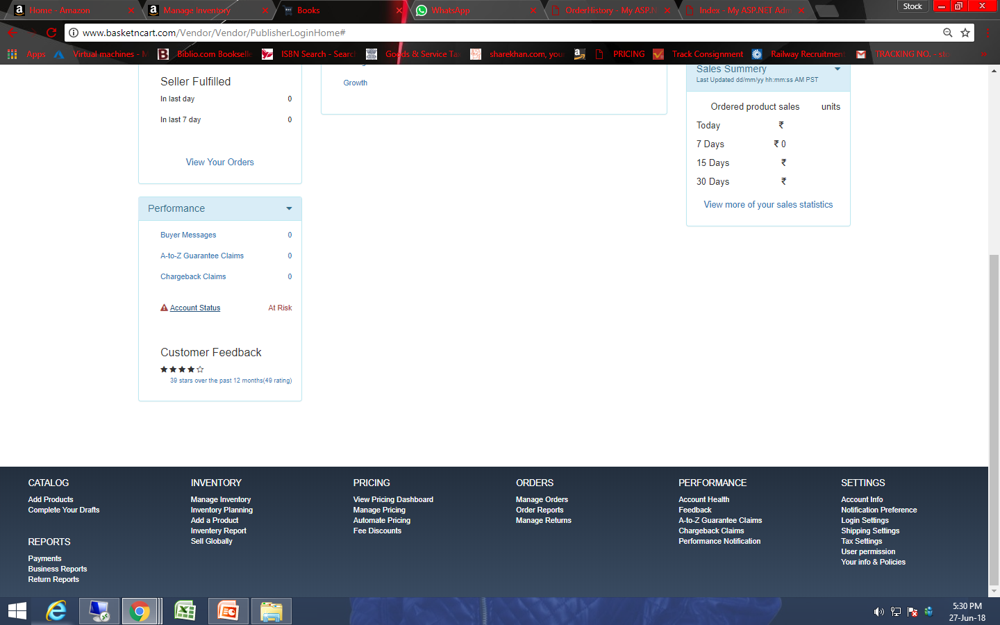 Home - Amazon
Manage Inventory
Books
WhatsApp
OrderHistory - My ASP.N
Index - My ASP.NET Adm
Stock
www.basketncart.com/Vendor/Vendor/PublisherLoginHome#
Apps
Virtual machines - M
Biblio.com Bookselle
ISBN Search - Search
Goods & Service Tax
sharekhan.com, your
PRICING
Track Consignment
Railway Recruitment
TRACKING NO. - sto
Seller Fulfilled
In last day 0
In last 7 day 0
View Your Orders
Growth
Sales Summery
Last Updated dd/mm/yy hh:mm:ss AM PST
Ordered product sales units
Today ₹
7 Days ₹ 0
15 Days ₹
30 Days ₹
View more of your sales statistics
Performance
Buyer Messages 0
A-to-Z Guarantee Claims 0
Chargeback Claims 0
Account Status At Risk
Customer Feedback
39 stars over the past 12 months(49 rating)
CATALOG
Add Products
Complete Your Drafts
REPORTS
Payments
Business Reports
Return Reports
INVENTORY
Manage Inventory
Inventory Planning
Add a Product
Inventory Report
Sell Globally
PRICING
View Pricing Dashboard
Manage Pricing
Automate Pricing
Fee Discounts
ORDERS
Manage Orders
Order Reports
Manage Returns
PERFORMANCE
Account Health
Feedback
A-to-Z Guarantee Claims
Chargeback Claims
Performance Notification
SETTINGS
Account Info
Notification Preference
Login Settings
Shipping Settings
Tax Settings
User permission
Your info & Policies
5:30 PM
27-Jun-18